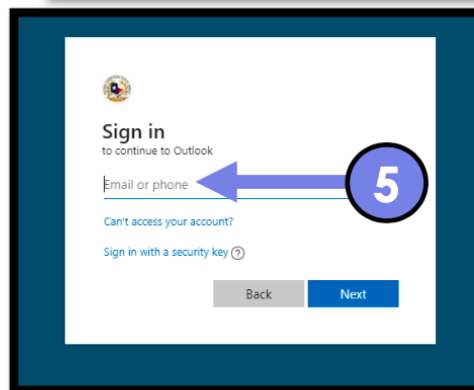 Sign in
to continue to Outlook
Email or phone
5
Can't access your account?
Sign in with a security key ?
Back Next